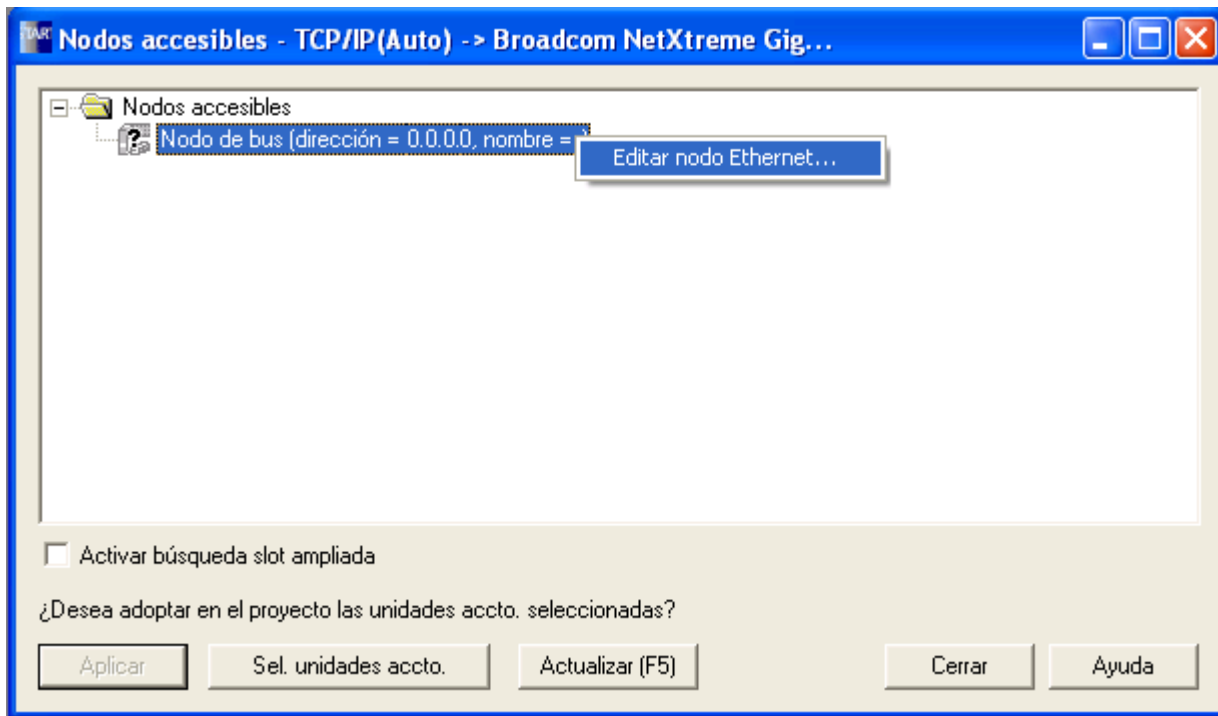 Nodos accesibles - TCP/IP(Auto) -> Broadcom NetXtreme Gig...
Nodos accesibles
Nodo de bus (dirección = 0.0.0.0, nombre =
Editar nodo Ethernet...
Activar búsqueda slot ampliada
¿Desea adoptar en el proyecto las unidades accto. seleccionadas?
Aplicar Sel. unidades accto. Actualizar (F5) Cerrar Ayuda